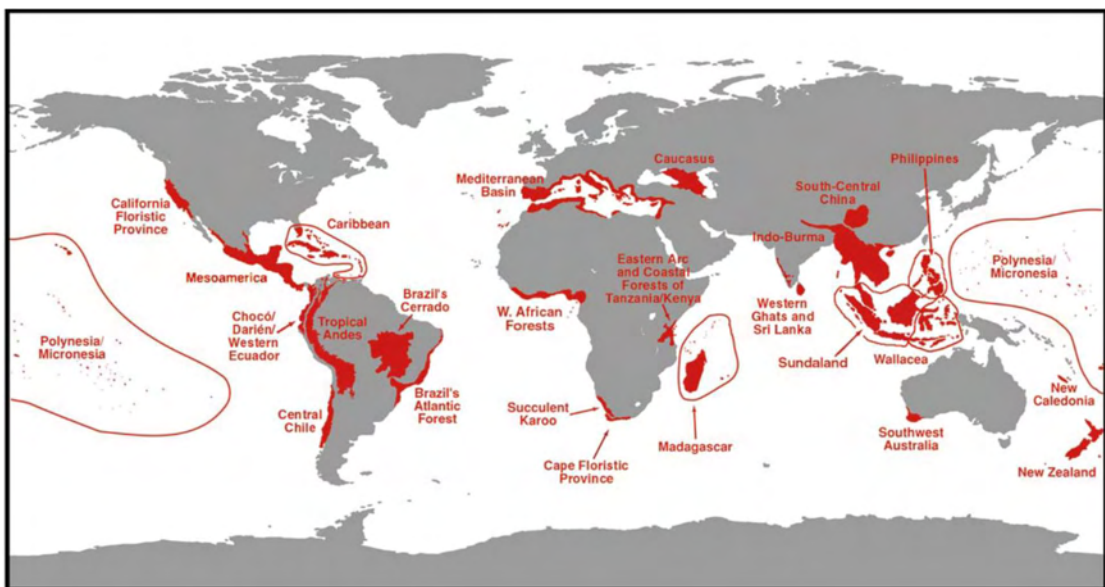 California
Floristic
Province
Caribbean
Mesoamerica
Polynesia/
Micronesia
Chocó/
Darién/
Western
Ecuador
Tropical
Andes
Brazil's
Cerrado
Brazil's
Atlantic
Forest
Central
Chile
Mediterranean
Basin
Caucasus
W. African
Forests
Eastern Arc
and Coastal
Forests of
Tanzania/Kenya
Succulent
Karoo
Cape Floristic
Province
Madagascar
Philippines
South-Central
China
Indo-Burma
Western
Ghats and
Sri Lanka
Sundaland
Wallacea
Polynesia/
Micronesia
New
Caledonia
Southwest
Australia
New Zealand